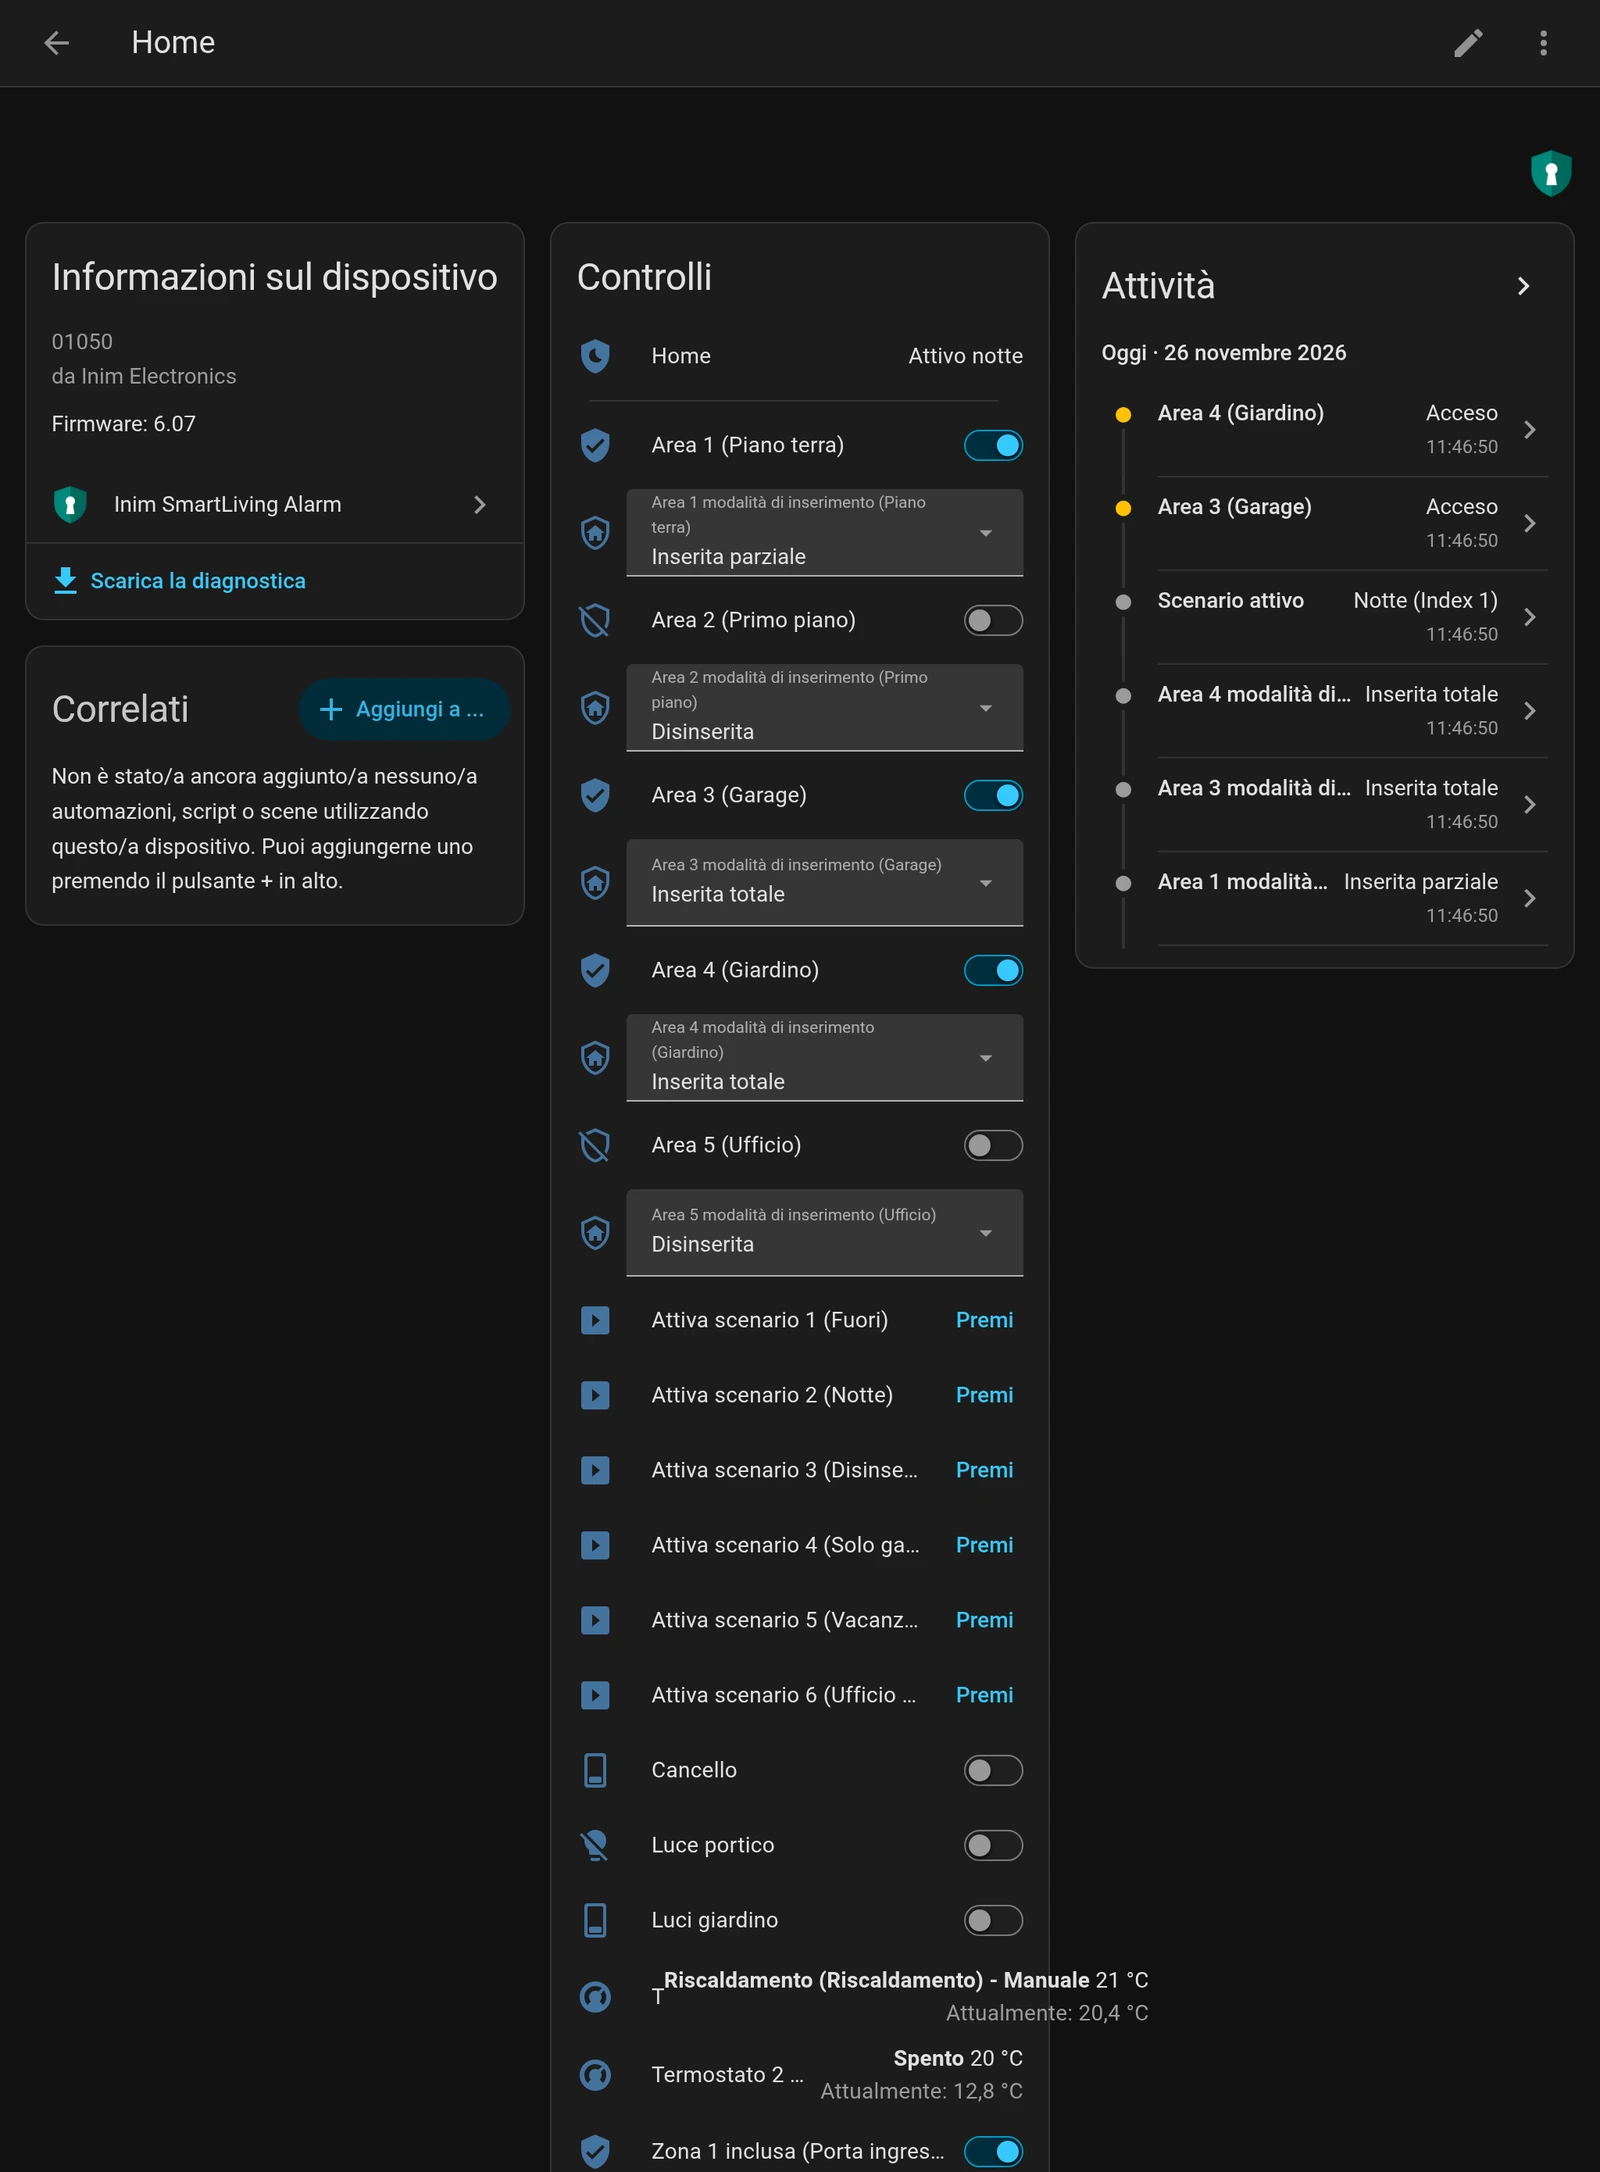 Home
Informazioni sul dispositivo
01050
da Inim Electronics
Firmware: 6.07
Inim SmartLiving Alarm
Scarica la diagnostica
Correlati
Aggiungi a ...
Non è stato/a ancora aggiunto/a nessuno/a
automazioni, script o scene utilizzando
questo/a dispositivo. Puoi aggiungerne uno
premendo il pulsante + in alto.
Controlli
Home Attivo notte
Area 1 (Piano terra)
Area 1 modalità di inserimento (Piano
terra)
Inserita parziale
Area 2 (Primo piano)
Area 2 modalità di inserimento (Primo
piano)
Disinserita
Area 3 (Garage)
Area 3 modalità di inserimento (Garage)
Inserita totale
Area 4 (Giardino)
Area 4 modalità di inserimento
(Giardino)
Inserita totale
Area 5 (Ufficio)
Area 5 modalità di inserimento (Ufficio)
Disinserita
Attiva scenario 1 (Fuori) Premi
Attiva scenario 2 (Notte) Premi
Attiva scenario 3 (Disinse... Premi
Attiva scenario 4 (Solo ga... Premi
Attiva scenario 5 (Vacanz... Premi
Attiva scenario 6 (Ufficio ... Premi
Cancello
Luce portico
Luci giardino
T Riscaldamento (Riscaldamento) - Manuale 21 °C
Attualmente: 20,4 °C
Termostato 2 ... Spento 20 °C
Attualmente: 12,8 °C
Zona 1 inclusa (Porta ingres...
Attività
Oggi · 26 novembre 2026
Area 4 (Giardino) Acceso
11:46:50
Area 3 (Garage) Acceso
11:46:50
Scenario attivo Notte (Index 1)
11:46:50
Area 4 modalità di... Inserita totale
11:46:50
Area 3 modalità di... Inserita totale
11:46:50
Area 1 modalità... Inserita parziale
11:46:50